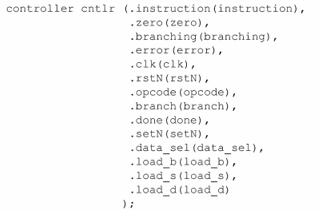 controller cntlr (.instruction(instruction),
.zero(zero),
.branching(branching),
.error(error),
.clk(clk),
.rstN(rstN),
.opcode(opcode),
.branch(branch),
.done(done),
.setN(setN),
.data_sel(data_sel),
.load_b(load_b),
.load_s(load_s),
.load_d(load_d)
);